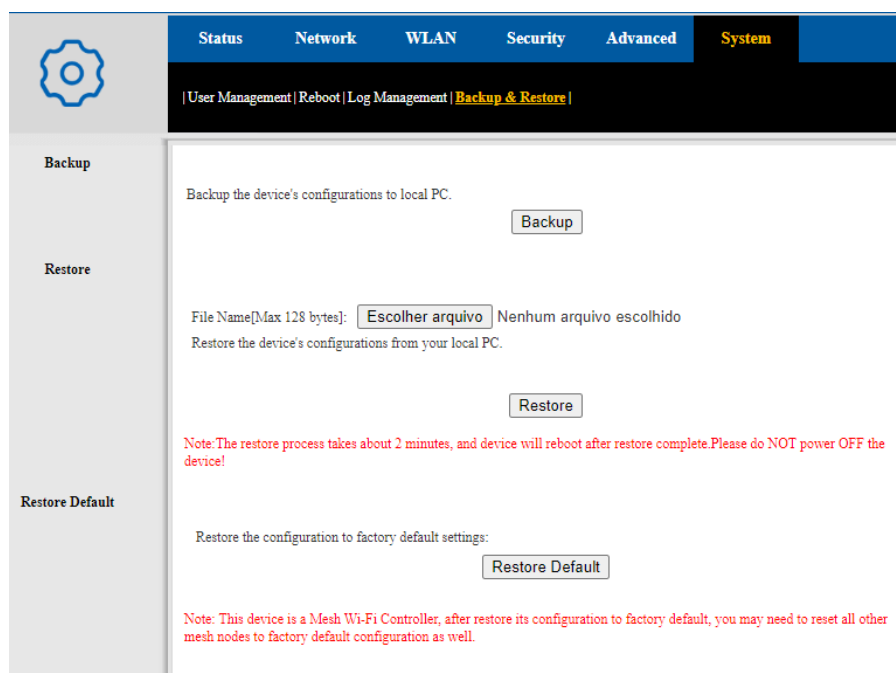 Status Network WLAN Security Advanced System
|User Management|Reboot|Log Management|Backup & Restore|
Backup
Backup the device's configurations to local PC.
Backup
Restore
File Name[Max 128 bytes]: Escolher arquivo Nenhum arquivo escolhido
Restore the device's configurations from your local PC.
Restore
Note:The restore process takes about 2 minutes, and device will reboot after restore complete.Please do NOT power OFF the
device!
Restore Default
Restore the configuration to factory default settings:
Restore Default
Note: This device is a Mesh Wi-Fi Controller, after restore its configuration to factory default, you may need to reset all other
mesh nodes to factory default configuration as well.